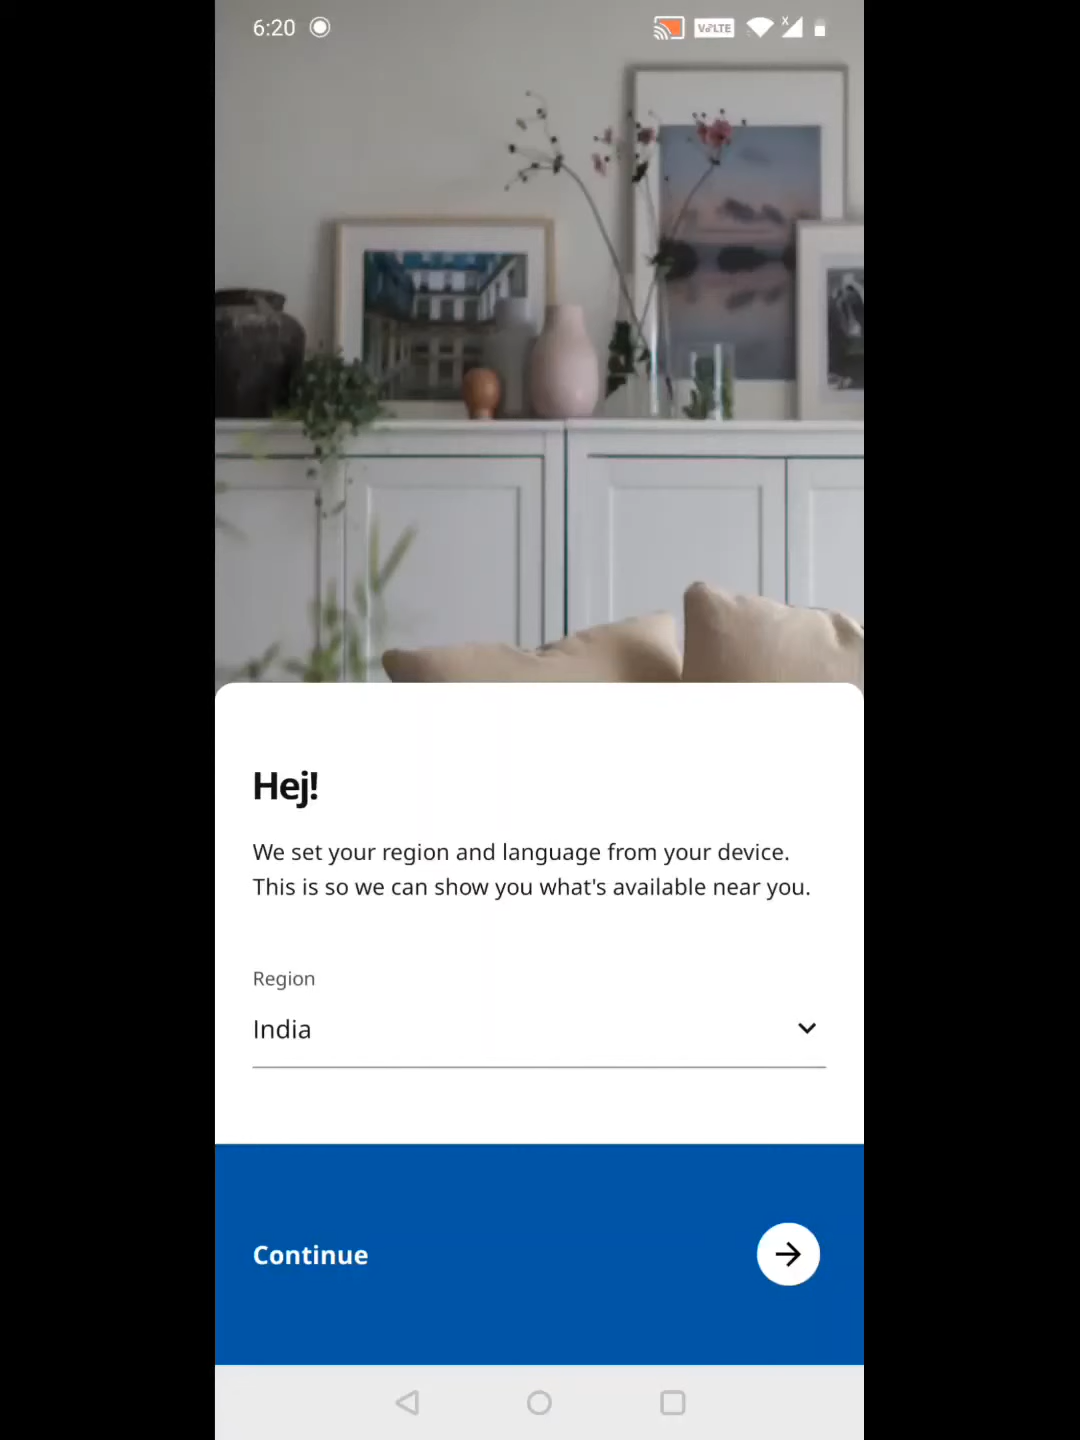 6:20
VoLTE
X
Hej!
We set your region and language from your device.
This is so we can show you what's available near you.
Region
India
Continue